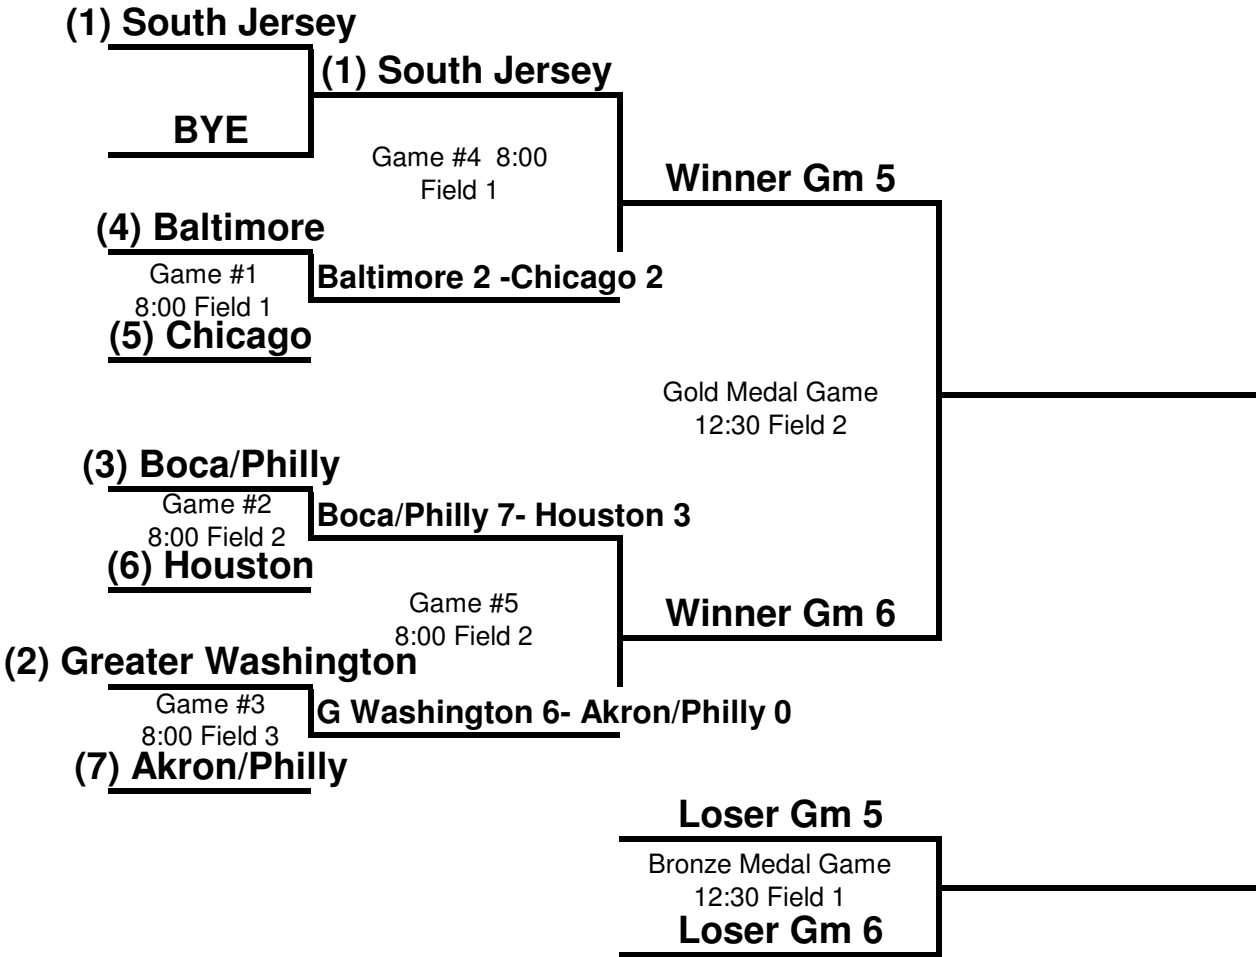 (1) South Jersey
(1) South Jersey
BYE
Game #4  8:00
Field 1
Winner Gm 5
(4) Baltimore
Game #1
8:00 Field 1
Baltimore 2 -Chicago 2
(5) Chicago
Gold Medal Game
12:30 Field 2
(3) Boca/Philly
Game #2
8:00 Field 2
Boca/Philly 7- Houston 3
(6) Houston
Game #5
8:00 Field 2
Winner Gm 6
(2) Greater Washington
Game #3
8:00 Field 3
G Washington 6- Akron/Philly 0
(7) Akron/Philly
Loser Gm 5
Bronze Medal Game
12:30 Field 1
Loser Gm 6